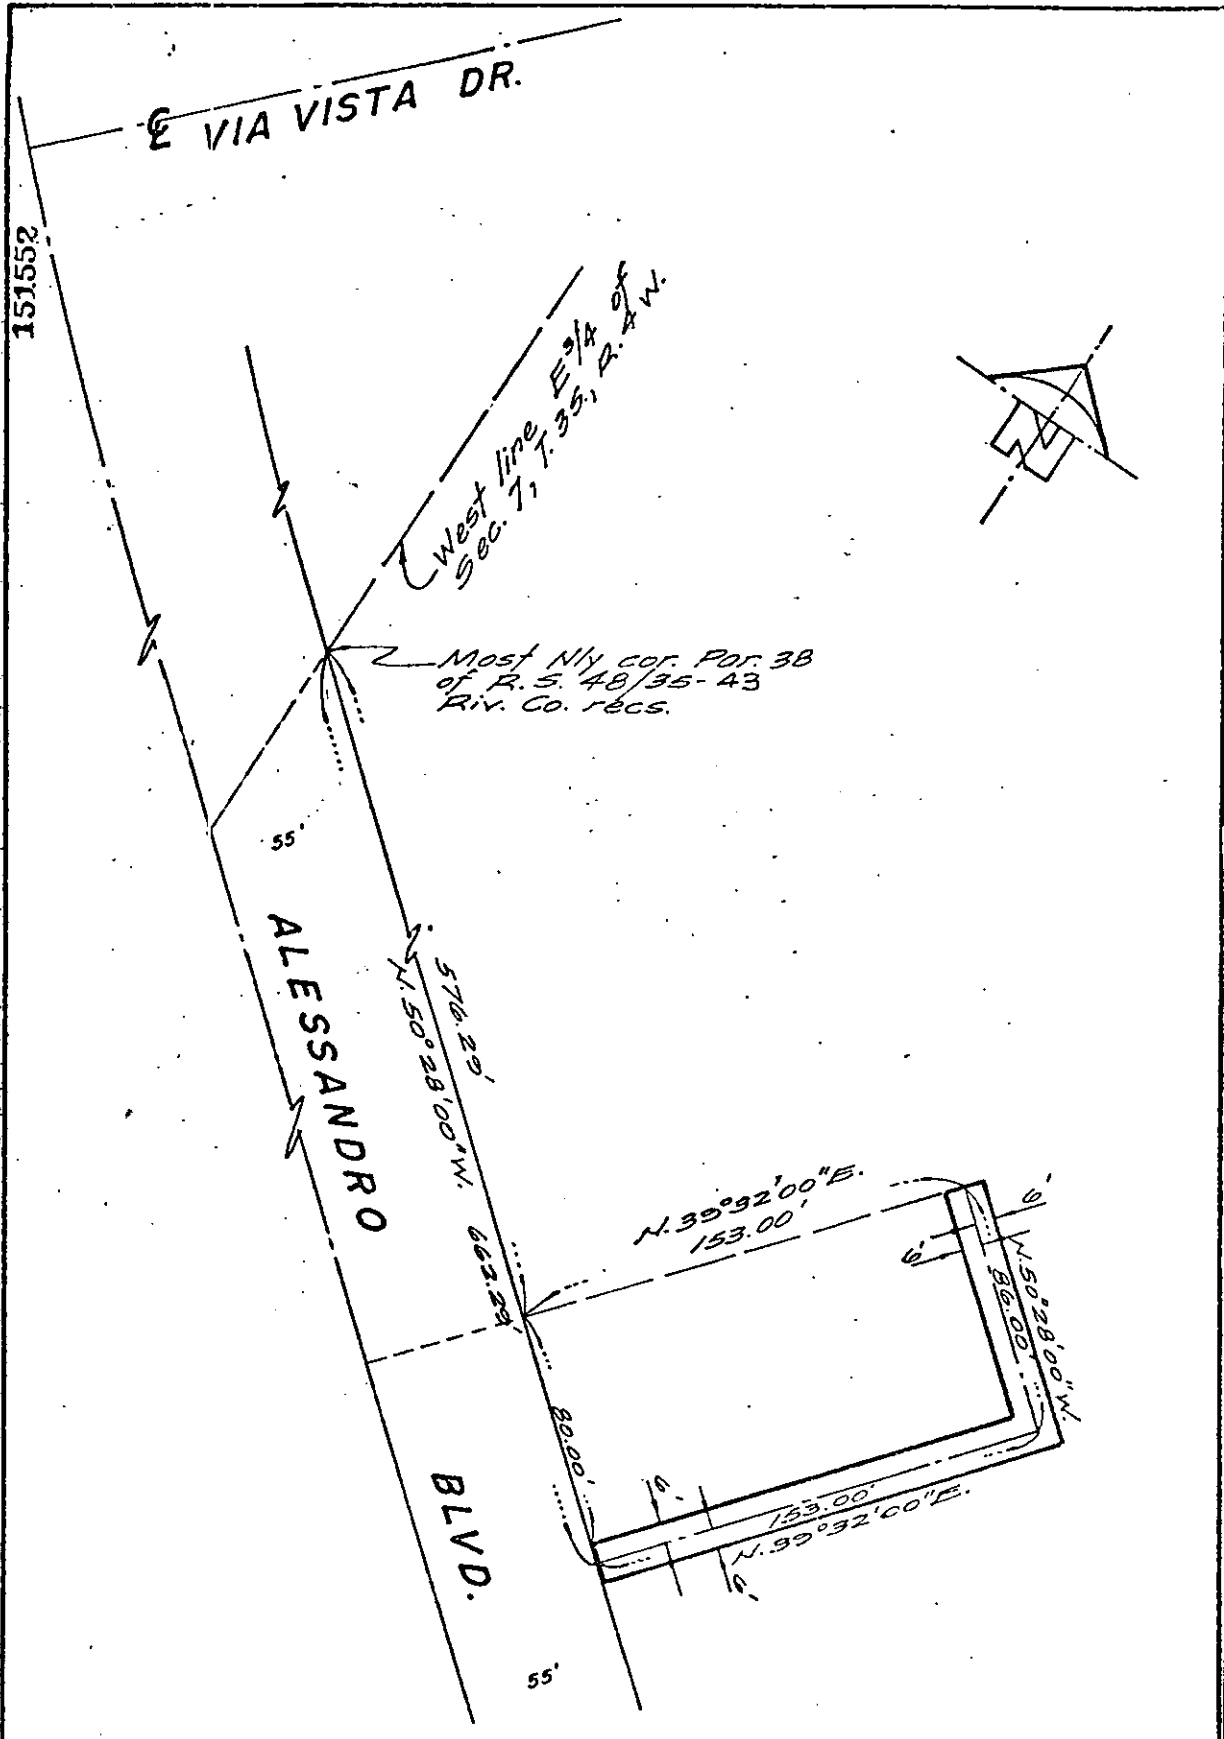 ℄ VIA VISTA DR.
151552
West line E 3/4 of
Sec. 7, T. 3S., R. 4 W.
N
Most Nly cor. Par. 38
of R. S. 48/35-43
Riv. Co. recs.
55'
ALESSANDRO
576.29'
N. 50° 28' 00" W. 662.29'
N. 39° 32' 00" E.
153.00'
6'
6'
N. 50° 28' 00" W.
86.00'
80.00'
BLVD.
6'
153.00'
N. 39° 32' 00" E.
6'
55'